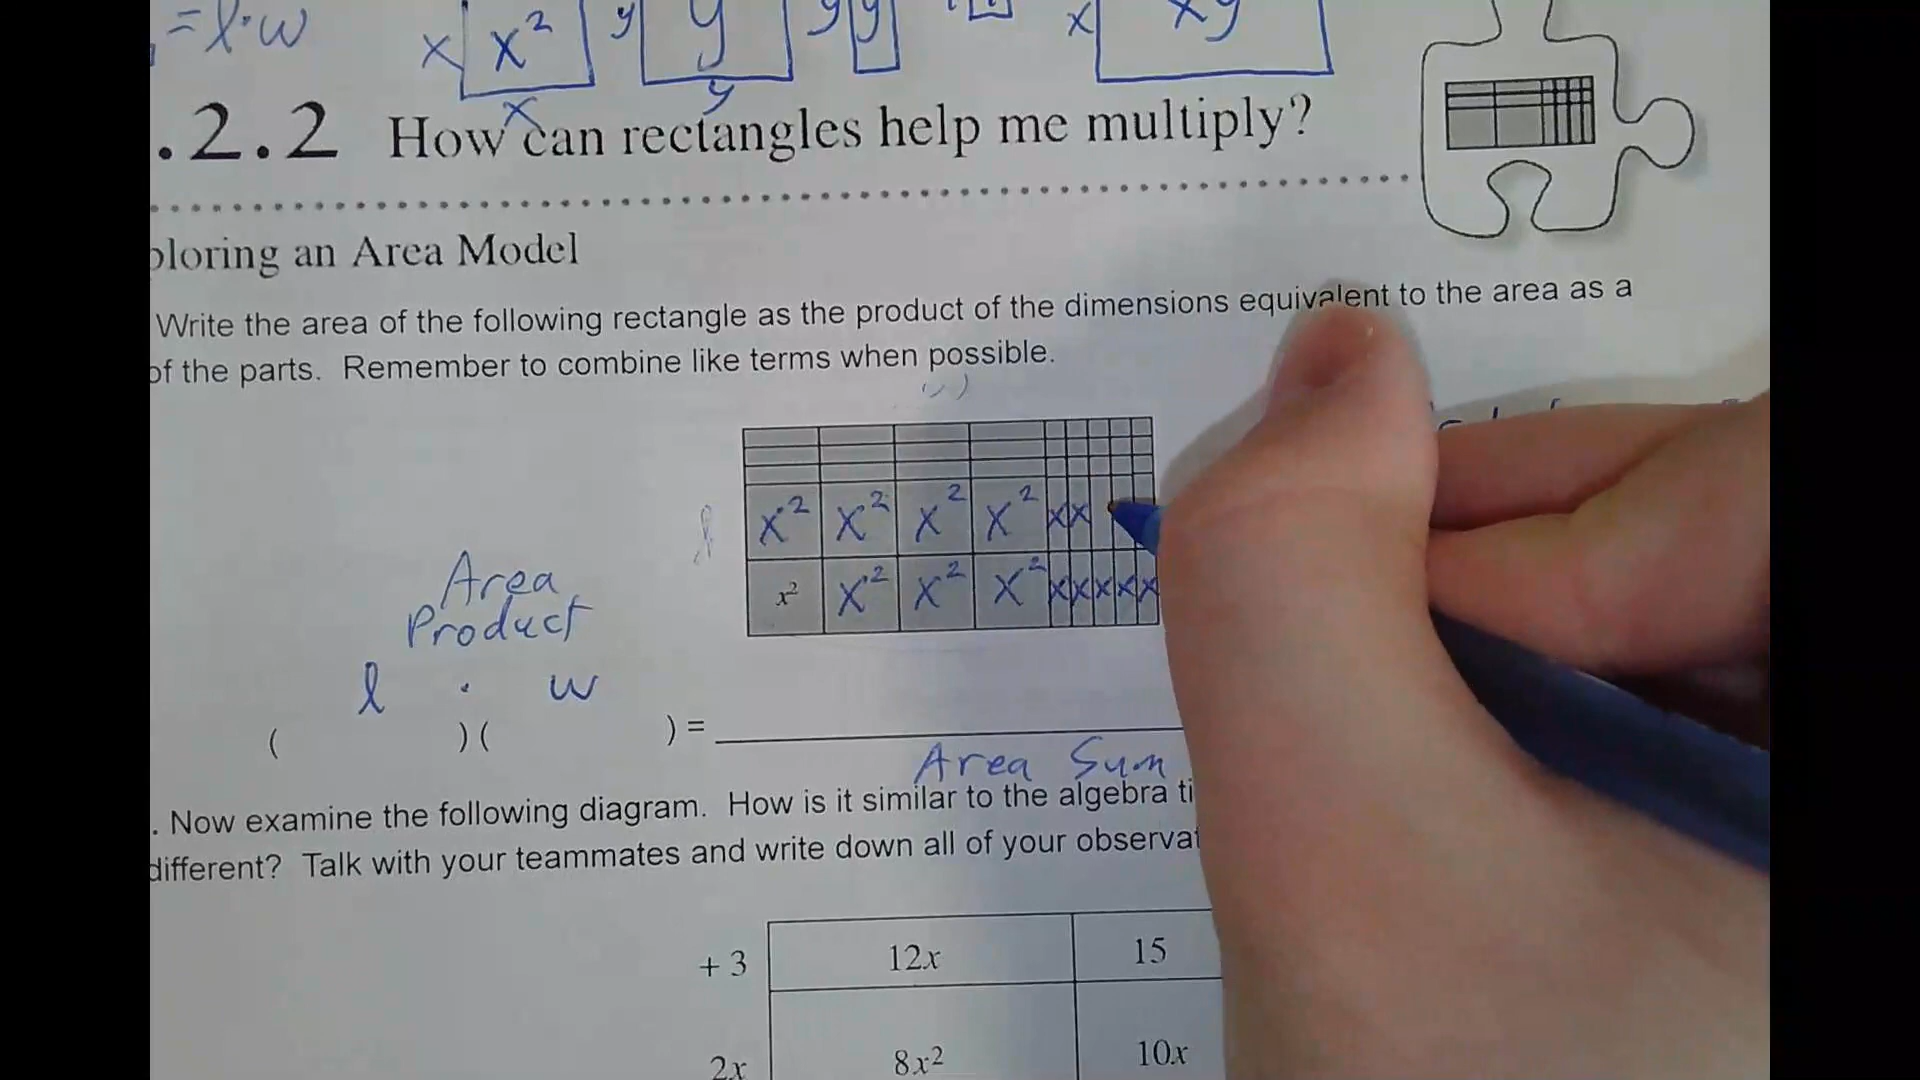 = l·w x x² y y y y x xy
x y
.2.2 How can rectangles help me multiply?
ploring an Area Model
Write the area of the following rectangle as the product of the dimensions equivalent to the area as a
of the parts. Remember to combine like terms when possible.
l x² x² x² x² x x
x² x² x² x² x x x x x
Area
Product
l · w
( )( ) =
Area Sum
. Now examine the following diagram. How is it similar to the algebra ti
different? Talk with your teammates and write down all of your observat
+ 3 12x 15
2x 8x² 10x